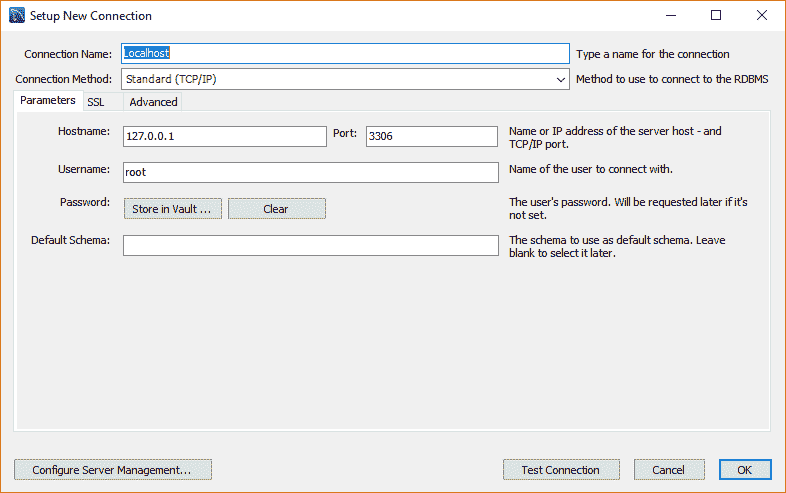 Setup New Connection
Connection Name: Localhost Type a name for the connection
Connection Method: Standard (TCP/IP) Method to use to connect to the RDBMS
Parameters SSL Advanced
Hostname: 127.0.0.1 Port: 3306 Name or IP address of the server host - and
TCP/IP port.
Username: root Name of the user to connect with.
Password: Store in Vault ... Clear The user's password. Will be requested later if it's
not set.
Default Schema: The schema to use as default schema. Leave
blank to select it later.
Configure Server Management... Test Connection Cancel OK